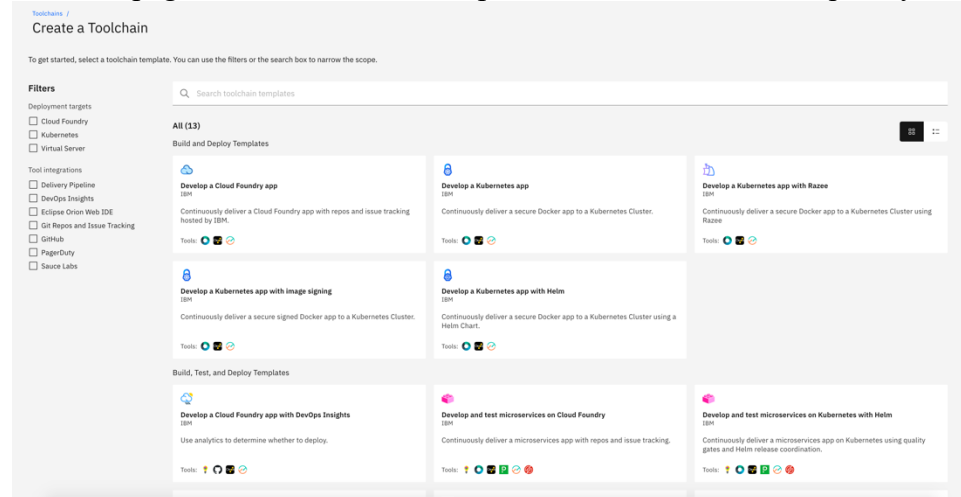 Toolchains /
Create a Toolchain
To get started, select a toolchain template. You can use the filters or the search box to narrow the scope.
Filters
Deployment targets
Cloud Foundry
Kubernetes
Virtual Server
Tool integrations
Delivery Pipeline
DevOps Insights
Eclipse Orion Web IDE
Git Repos and Issue Tracking
GitHub
PagerDuty
Sauce Labs
Search toolchain templates
All (13)
Build and Deploy Templates
Develop a Cloud Foundry app
IBM
Continuously deliver a Cloud Foundry app with repos and issue tracking
hosted by IBM.
Tools:
Develop a Kubernetes app
IBM
Continuously deliver a secure Docker app to a Kubernetes Cluster.
Tools:
Develop a Kubernetes app with Razee
IBM
Continuously deliver a secure Docker app to a Kubernetes Cluster using
Razee
Tools:
Develop a Kubernetes app with image signing
IBM
Continuously deliver a secure signed Docker app to a Kubernetes Cluster.
Tools:
Develop a Kubernetes app with Helm
IBM
Continuously deliver a secure Docker app to a Kubernetes Cluster using a
Helm Chart.
Tools:
Build, Test, and Deploy Templates
Develop a Cloud Foundry app with DevOps Insights
IBM
Use analytics to determine whether to deploy.
Tools:
Develop and test microservices on Cloud Foundry
IBM
Continuously deliver a microservices app with repos and issue tracking.
Tools:
Develop and test microservices on Kubernetes with Helm
IBM
Continuously deliver a microservices app on Kubernetes using quality
gates and Helm release coordination.
Tools: